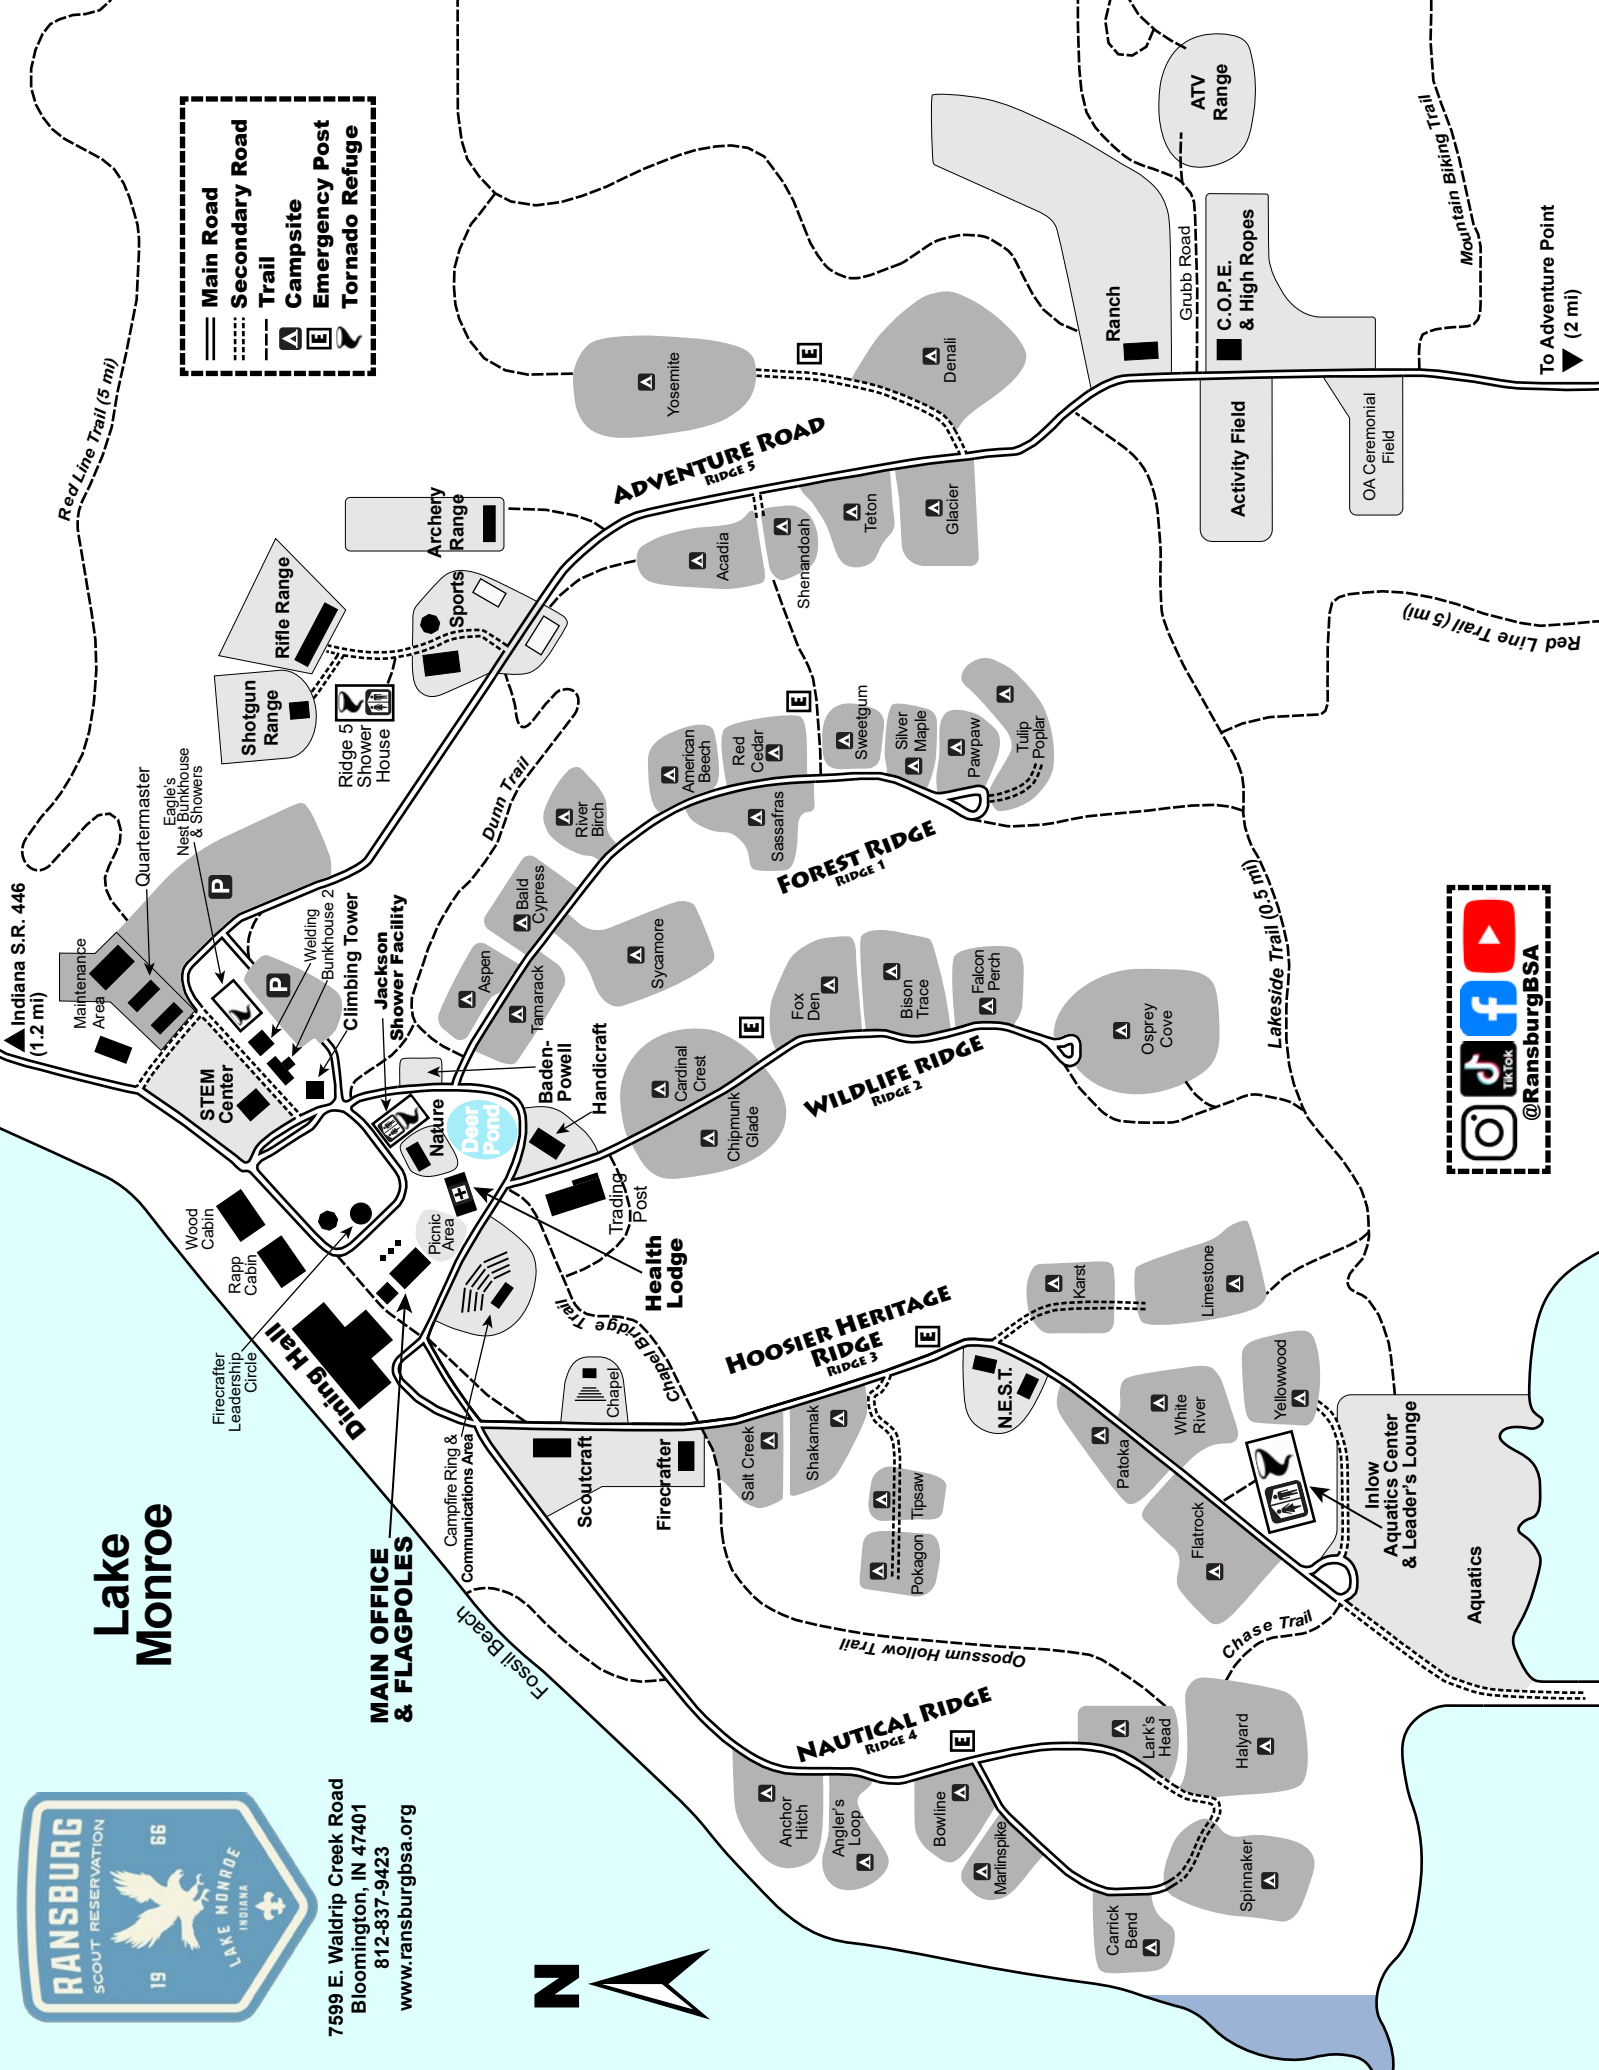 RANSBURG
SCOUT RESERVATION
19 66
LAKE MONROE
INDIANA
7599 E. Waldrip Creek Road
Bloomington, IN 47401
812-837-9423
www.ransburgbsa.org
N
Lake
Monroe
Indiana S.R. 446
(1.2 mi)
Red Line Trail (5 mi)
Main Road
Secondary Road
Trail
Campsite
E Emergency Post
Tornado Refuge
Maintenance
Area
Quartermaster
Eagle's
Nest Bunkhouse
& Showers
P
P
Welding
Bunkhouse 2
Climbing Tower
Jackson
Shower Facility
STEM
Center
Wood
Cabin
Rapp
Cabin
Firecrafter
Leadership
Circle
Dining Hall
MAIN OFFICE
& FLAGPOLES
Campfire Ring &
Communications Area
Fossil Beach
Picnic
Area
Nature
Deer
Pond
Baden-
Powell
Handicraft
Trading
Post
Health
Lodge
Chapel Bridge Trail
Chapel
Scoutcraft
Firecrafter
Shotgun
Range
Rifle Range
Ridge 5
Shower
House
Sports
Archery
Range
Dunn Trail
ADVENTURE ROAD
RIDGE 5
Yosemite
E
Denali
Acadia
Shenandoah
Teton
Glacier
Ranch
Grubb Road
ATV
Range
C.O.P.E.
& High Ropes
Activity Field
OA Ceremonial
Field
Mountain Biking Trail
To Adventure Point
(2 mi)
Red Line Trail (5 mi)
FOREST RIDGE
RIDGE 1
River
Birch
Bald
Cypress
Aspen
Tamarack
Sycamore
American
Beech
Red
Cedar
Sassafras
E
Sweetgum
Silver
Maple
Pawpaw
Tulip
Poplar
Lakeside Trail (0.5 mi)
WILDLIFE RIDGE
RIDGE 2
E
Cardinal
Crest
Chipmunk
Glade
Fox
Den
Bison
Trace
Falcon
Perch
Osprey
Cove
HOOSIER HERITAGE
RIDGE
RIDGE 3
E
Salt Creek
Shakamak
Tipsaw
Pokagon
N.E.S.T.
Karst
Limestone
Patoka
White
River
Yellowwood
Flatrock
Inlow
Aquatics Center
& Leader's Lounge
Aquatics
Chase Trail
Opossum Hollow Trail
NAUTICAL RIDGE
RIDGE 4
E
Anchor
Hitch
Angler's
Loop
Bowline
Marlinspike
Lark's
Head
Halyard
Carrick
Bend
Spinnaker
TikTok
@RansburgBSA